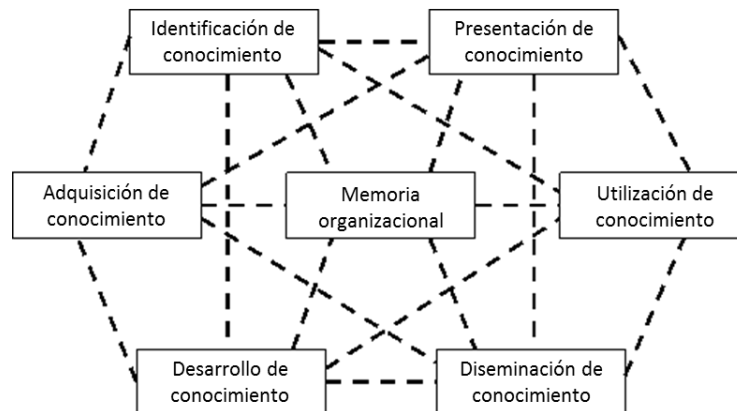 Identificación de
conocimiento
Presentación de
conocimiento
Adquisición de
conocimiento
Memoria
organizacional
Utilización de
conocimiento
Desarrollo de
conocimiento
Diseminación de
conocimiento